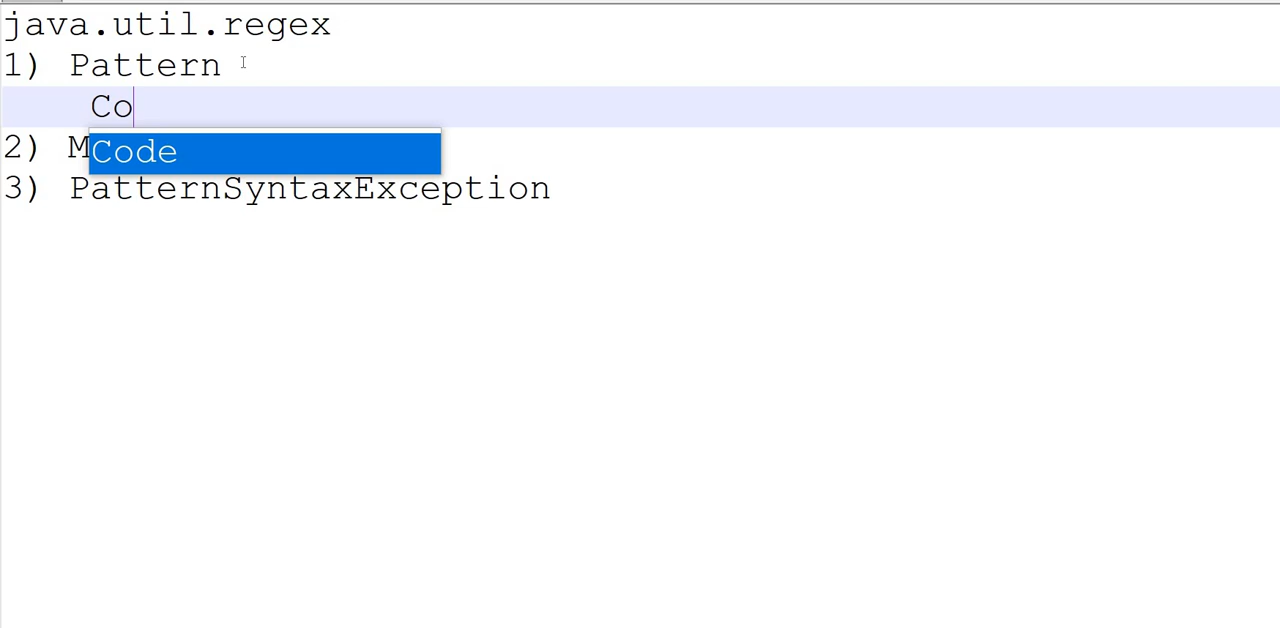 java.util.regex
1) Pattern
Co
Code
2) M
3) PatternSyntaxException